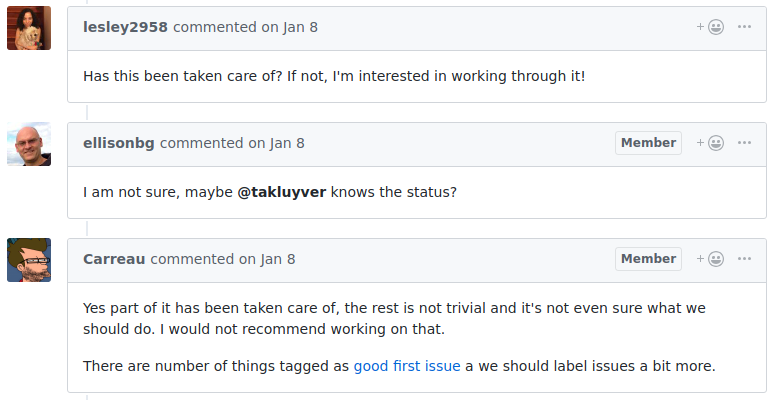 lesley2958 commented on Jan 8
Has this been taken care of? If not, I'm interested in working through it!
ellisonbg commented on Jan 8 Member
I am not sure, maybe @takluyver knows the status?
Carreau commented on Jan 8 Member
Yes part of it has been taken care of, the rest is not trivial and it's not even sure what we
should do. I would not recommend working on that.
There are number of things tagged as good first issue a we should label issues a bit more.